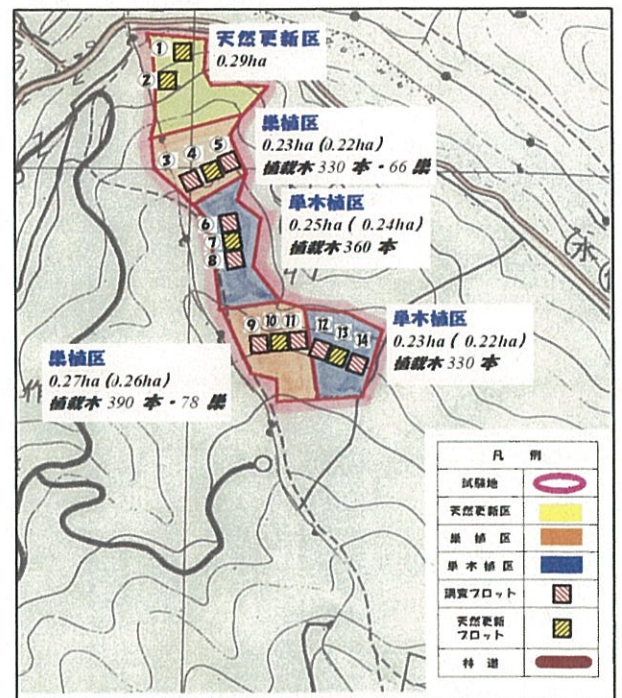 天然更新区
0.29ha
①
②
巣植区
0.23ha (0.22ha)
植栽木 330 本・66 巣
③ ④ ⑤
単木植区
0.25ha ( 0.24ha)
植栽木 360 本
⑥
⑦
⑧
⑨ ⑩ ⑪ ⑫ ⑬ ⑭
単木植区
0.23ha ( 0.22ha)
植栽木 330 本
巣植区
0.27ha (0.26ha)
植栽木 390 本・78 巣
凡 例
試験地
天然更新区
巣 植 区
単 木 植 区
調査プロット
天然更新
プロット
林 道